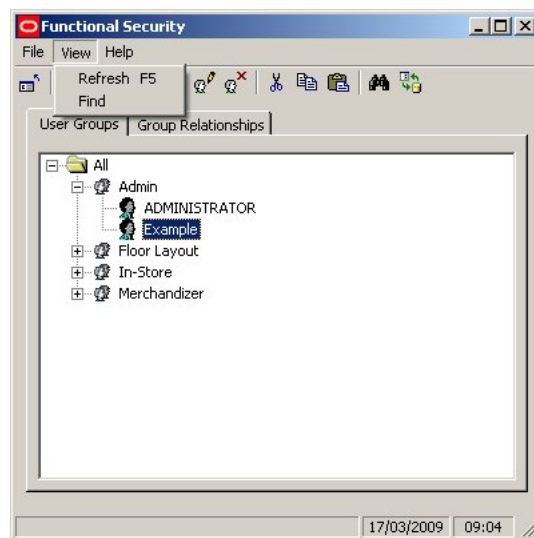 Functional Security
File View Help
Refresh F5
Find
User Groups Group Relationships
All
Admin
ADMINISTRATOR
Example
Floor Layout
In-Store
Merchandizer
17/03/2009 09:04